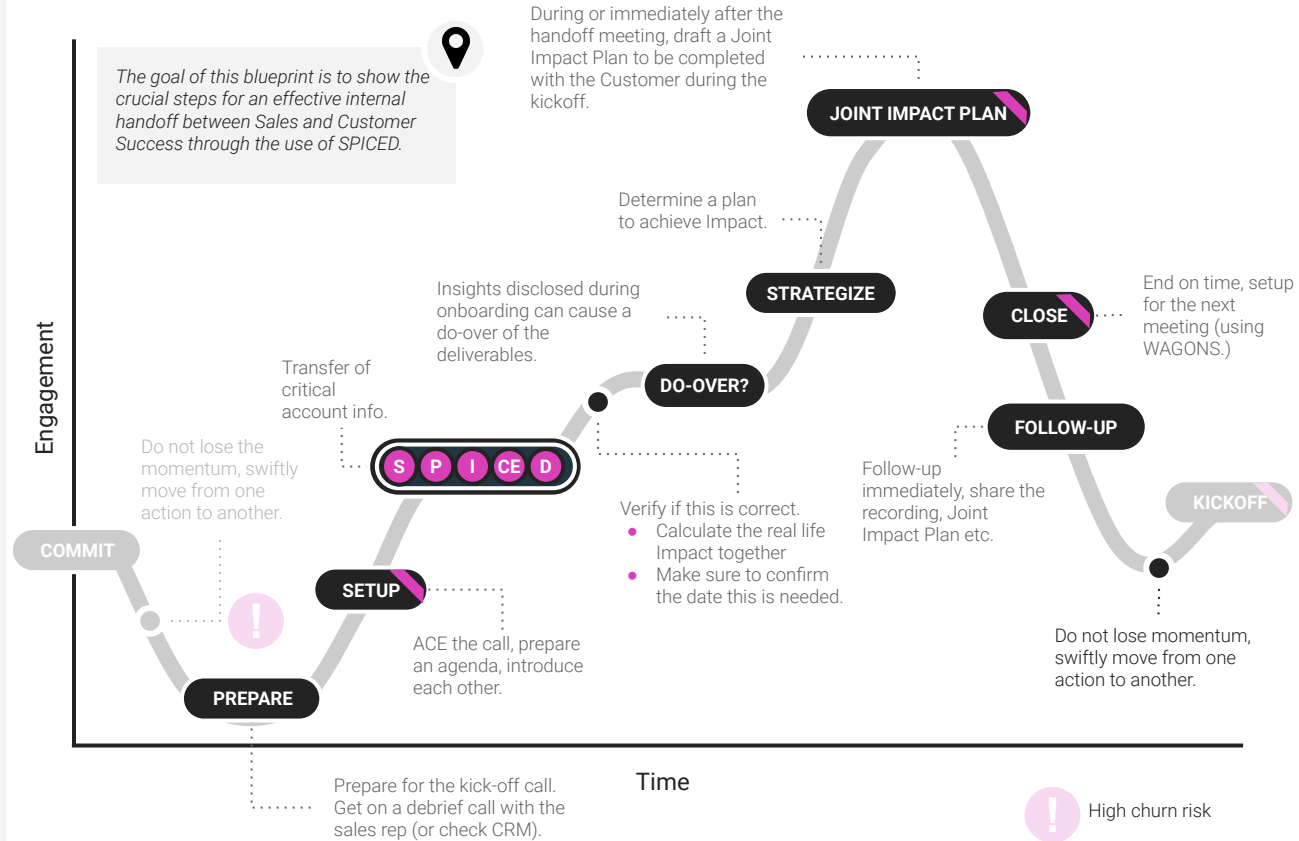 The goal of this blueprint is to show the
crucial steps for an effective internal
handoff between Sales and Customer
Success through the use of SPICED.
During or immediately after the
handoff meeting, draft a Joint
Impact Plan to be completed
with the Customer during the
kickoff.
JOINT IMPACT PLAN
Determine a plan
to achieve Impact.
STRATEGIZE
Insights disclosed during
onboarding can cause a
do-over of the
deliverables.
DO-OVER?
End on time, setup
for the next
meeting (using
WAGONS.)
CLOSE
Engagement
Transfer of
critical
account info.
S P I CE D
FOLLOW-UP
Follow-up
immediately, share the
recording, Joint
Impact Plan etc.
KICKOFF
Do not lose the
momentum, swiftly
move from one
action to another.
COMMIT
!
Verify if this is correct.
● Calculate the real life
Impact together
● Make sure to confirm
the date this is needed.
SETUP
ACE the call, prepare
an agenda, introduce
each other.
Do not lose momentum,
swiftly move from one
action to another.
PREPARE
Prepare for the kick-off call.
Get on a debrief call with the
sales rep (or check CRM).
Time
! High churn risk